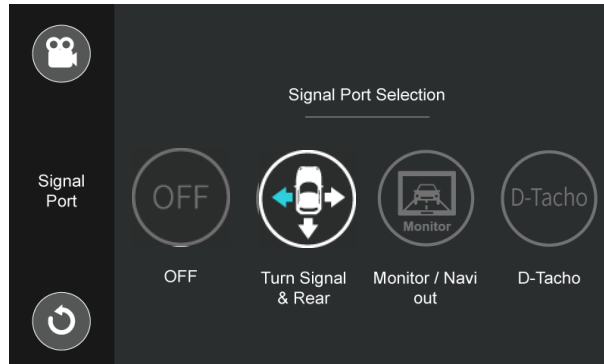 Signal Port Selection
Signal
Port
OFF
Monitor
D-Tacho
OFF
Turn Signal
& Rear
Monitor / Navi
out
D-Tacho